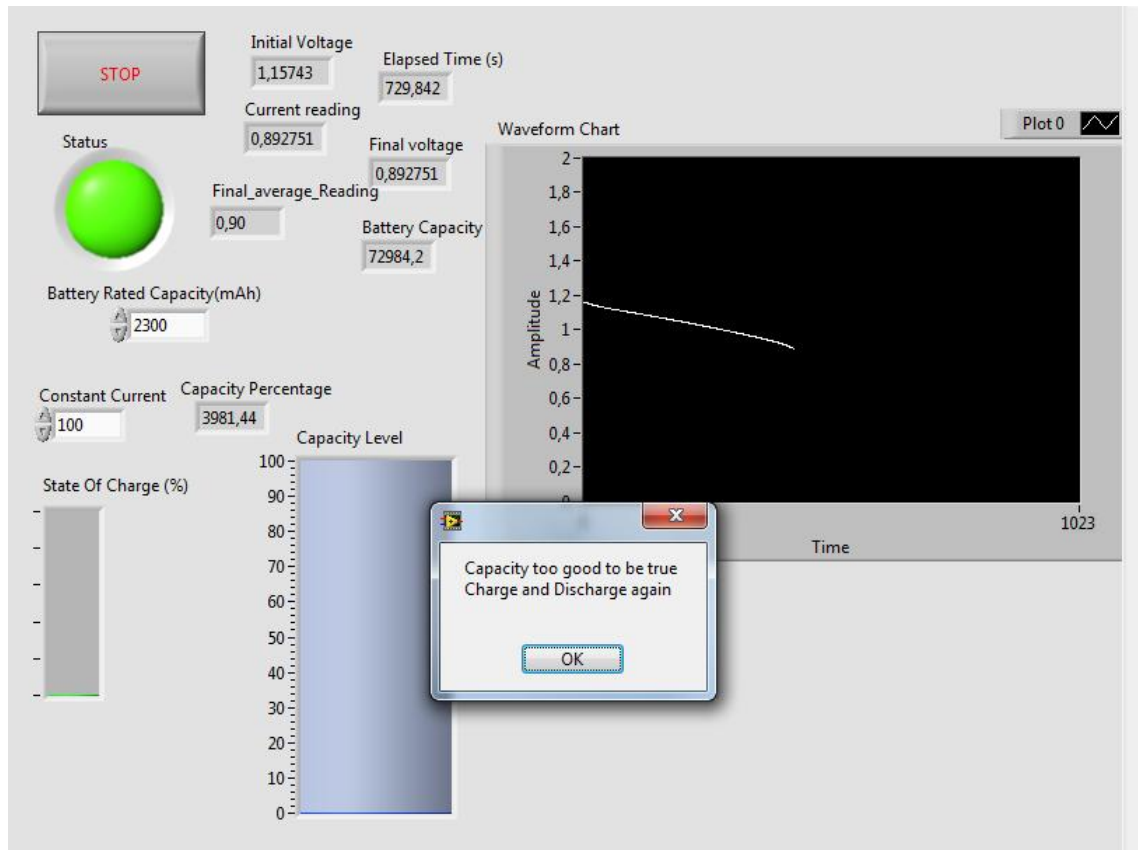 STOP
Initial Voltage
1,15743
Elapsed Time (s)
729,842
Current reading
0,892751
Final voltage
0,892751
Status
Final_average_Reading
0,90
Battery Capacity
72984,2
Battery Rated Capacity(mAh)
2300
Constant Current
100
Capacity Percentage
3981,44
State Of Charge (%)
Capacity Level
100
90
80
70
60
50
40
30
20
10
0
Waveform Chart
Plot 0
Amplitude
2
1,8
1,6
1,4
1,2
1
0,8
0,6
0,4
0,2
1023
Time
Capacity too good to be true
Charge and Discharge again
OK